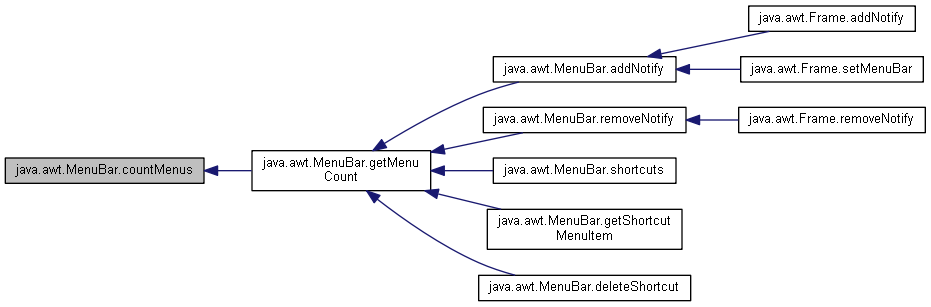 java.awt.Frame.addNotify
java.awt.MenuBar.addNotify
java.awt.Frame.setMenuBar
java.awt.MenuBar.removeNotify
java.awt.Frame.removeNotify
java.awt.MenuBar.countMenus
java.awt.MenuBar.getMenu
Count
java.awt.MenuBar.shortcuts
java.awt.MenuBar.getShortcut
MenuItem
java.awt.MenuBar.deleteShortcut